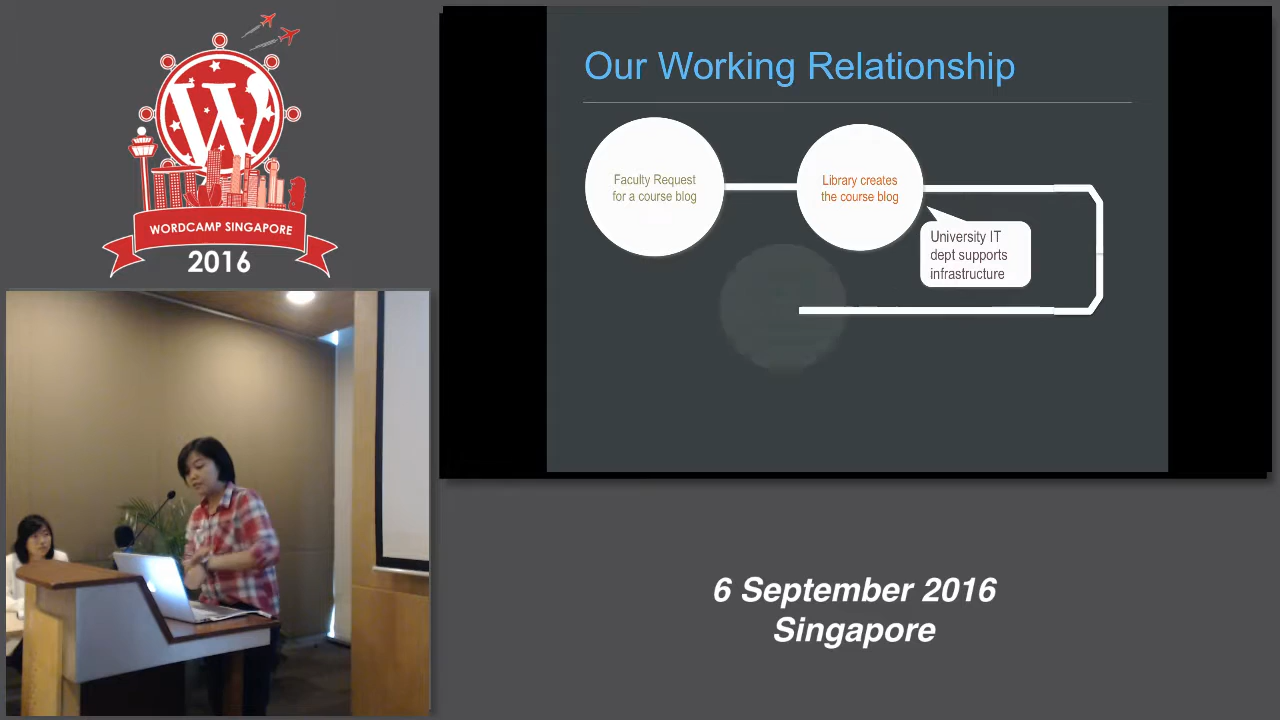 W
WORDCAMP SINGAPORE
2016
Our Working Relationship
Faculty Request
for a course blog
Library creates
the course blog
University IT
dept supports
infrastructure
6 September 2016
Singapore